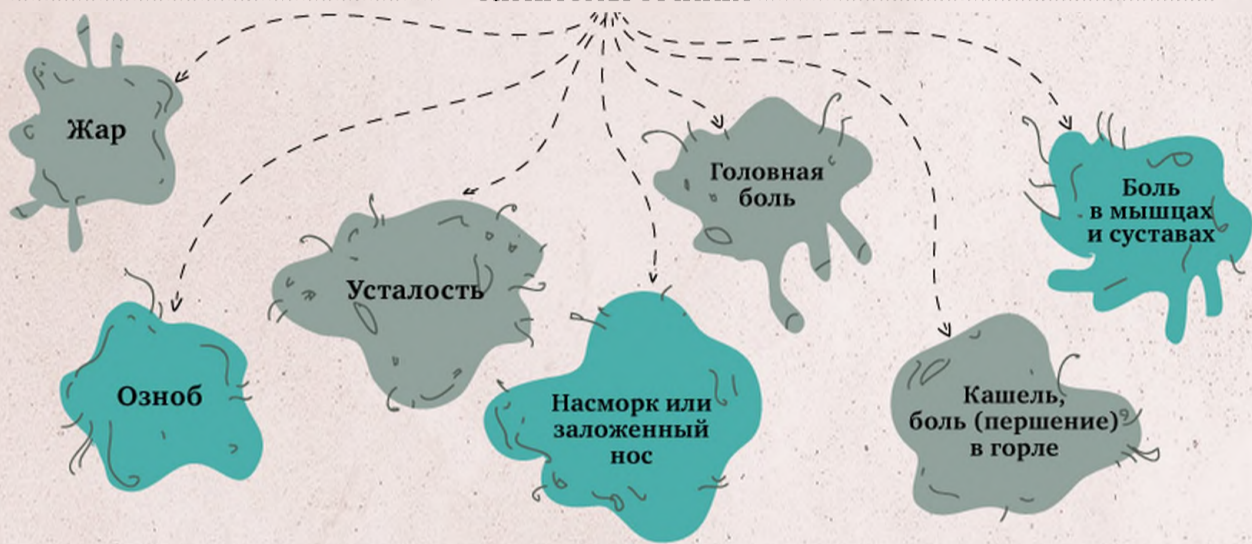 Жар
Головная
боль
Боль
в мышцах
и суставах
Усталость
Озноб
Насморк или
заложенный
нос
Кашель,
боль (першение)
в горле